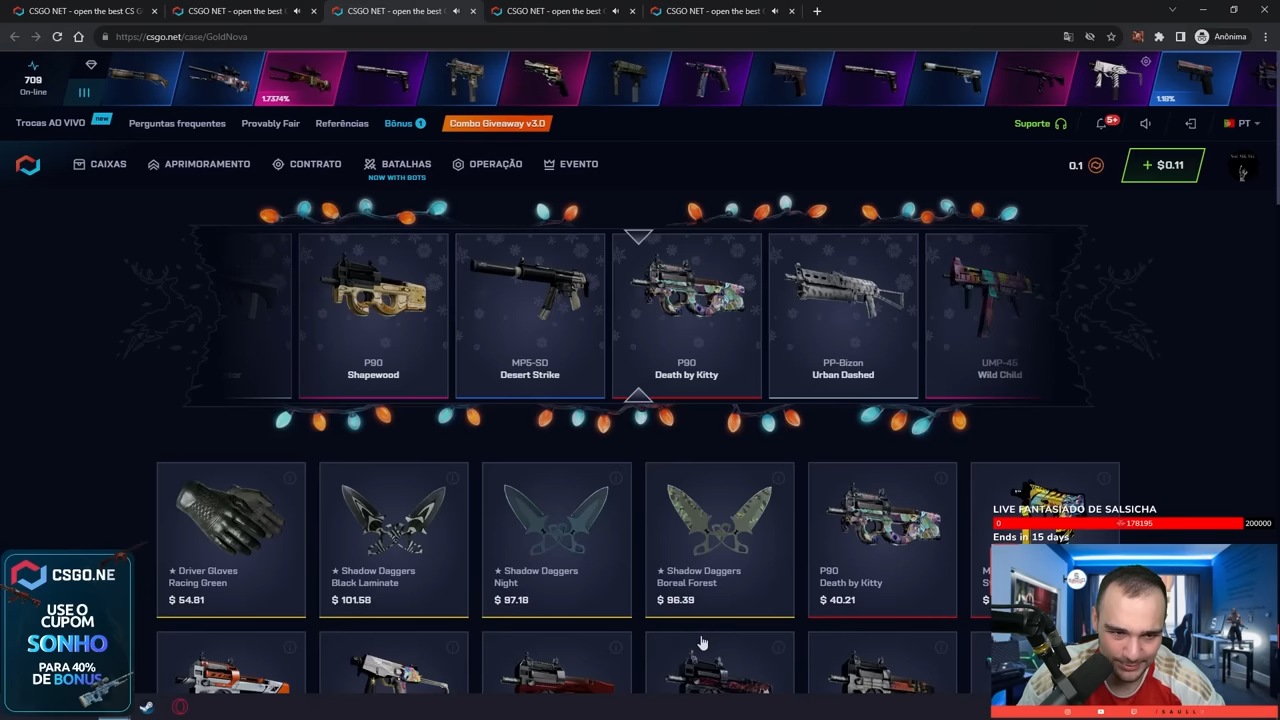 CSGO NET - open the best CS G
CSGO NET - open the best
CSGO NET - open the best
CSGO NET - open the best
CSGO NET - open the best
https://csgo.net/case/GoldNova
Anônima
709
On-line
1.7374%
Trocas AO VIVO
new
Perguntas frequentes
Provably Fair
Referências
Bônus 1
Combo Giveaway v3.0
Suporte
5+
PT
CAIXAS
APRIMORAMENTO
CONTRATO
BATALHAS
NOW WITH BOTS
OPERAÇÃO
EVENTO
0.1
+ $0.11
P90
Shapewood
MP5-SD
Desert Strike
P90
Death by Kitty
PP-Bizon
Urban Dashed
UMP-45
Wild Child
★ Driver Gloves
Racing Green
$ 54.81
★ Shadow Daggers
Black Laminate
$ 101.58
★ Shadow Daggers
Night
$ 97.18
★ Shadow Daggers
Boreal Forest
$ 96.39
P90
Death by Kitty
$ 40.21
LIVE FANTASIADO DE SALSICHA
0
178195
200000
Ends in 15 days
CSGO.NE
USE O
CUPOM
SONHO
PARA 40%
DE BONUS